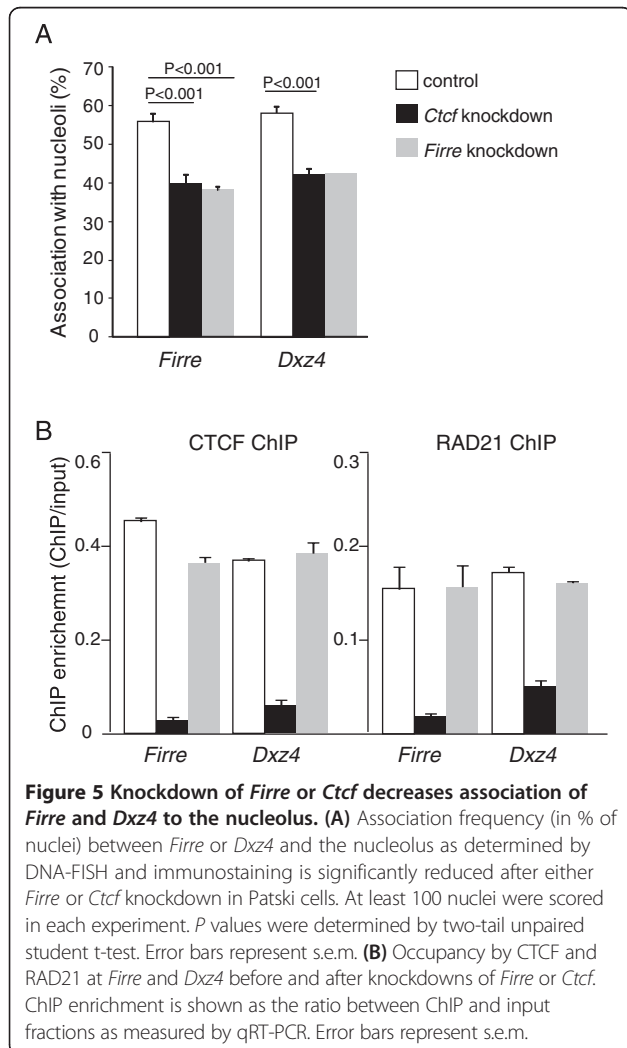 A
Association with nucleoli (%)
70
60
50
40
30
20
10
0
P<0.001
P<0.001
P<0.001
Firre
Dxz4
control
Ctcf knockdown
Firre knockdown
B
CTCF ChIP
RAD21 ChIP
ChIP enrichemnt (ChIP/input)
0.6
0.4
0.2
0
0.3
0.2
0.1
Firre
Dxz4
Firre
Dxz4
Figure 5 Knockdown of Firre or Ctcf decreases association of
Firre and Dxz4 to the nucleolus. (A) Association frequency (in % of
nuclei) between Firre or Dxz4 and the nucleolus as determined by
DNA-FISH and immunostaining is significantly reduced after either
Firre or Ctcf knockdown in Patski cells. At least 100 nuclei were scored
in each experiment. P values were determined by two-tail unpaired
student t-test. Error bars represent s.e.m. (B) Occupancy by CTCF and
RAD21 at Firre and Dxz4 before and after knockdowns of Firre or Ctcf.
ChIP enrichment is shown as the ratio between ChIP and input
fractions as measured by qRT-PCR. Error bars represent s.e.m.